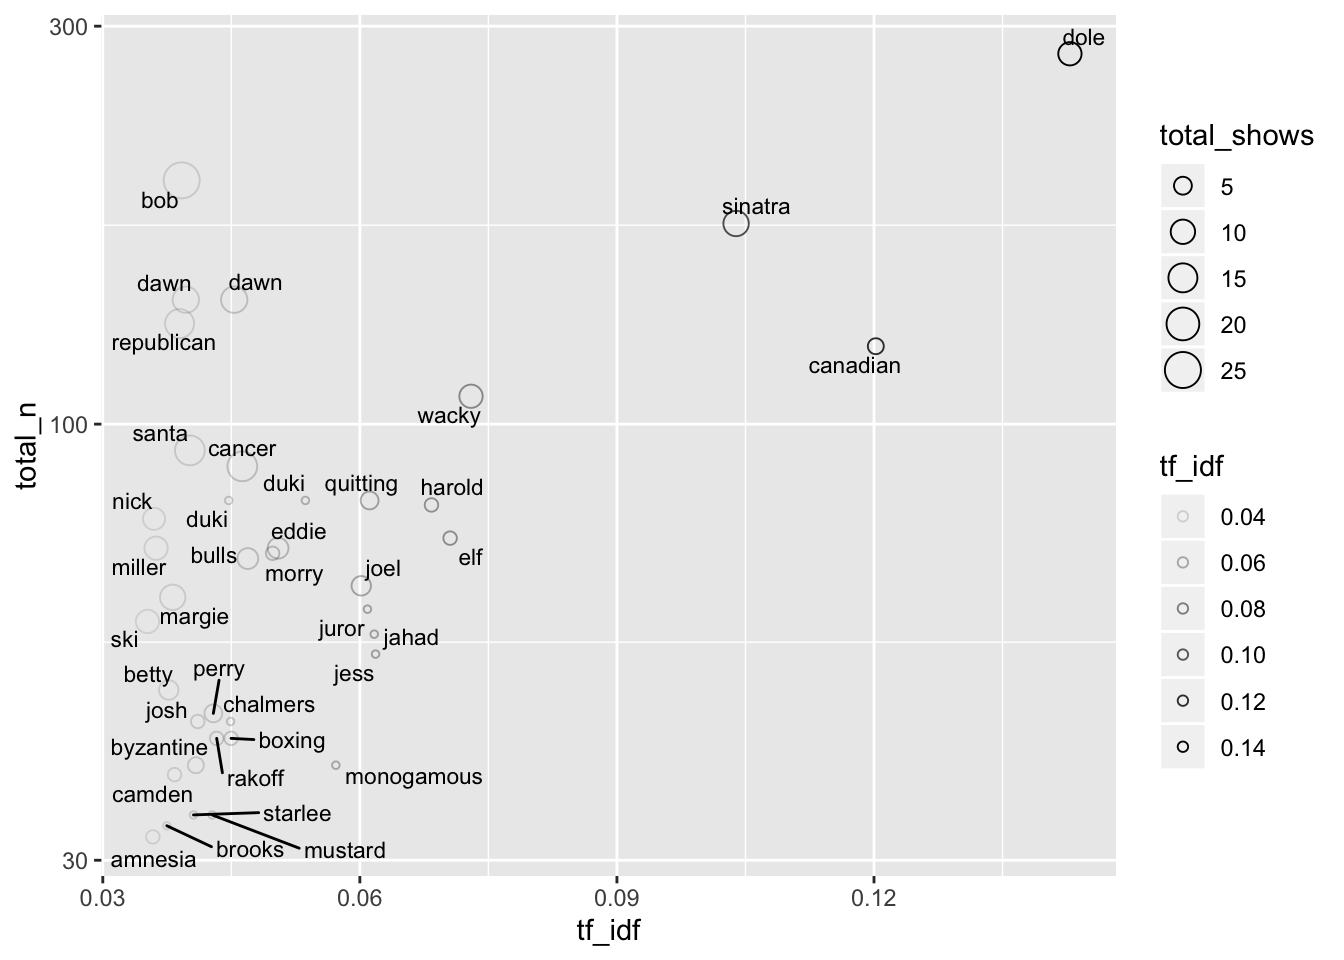 300
dole
total_shows
5
bob
sinatra
10
dawn dawn
15
20
republican
canadian
25
wacky
total_n
100
santa
cancer
tf_idf
duki quitting harold
nick
duki
0.04
eddie
bulls
elf
miller
morry
joel
0.06
margie
juror
jahad
0.08
ski
betty
perry
jess
0.10
josh
chalmers
0.12
byzantine
boxing
0.14
rakoff
monogamous
camden
starlee
brooks
mustard
amnesia
30
0.03 0.06 0.09 0.12
tf_idf